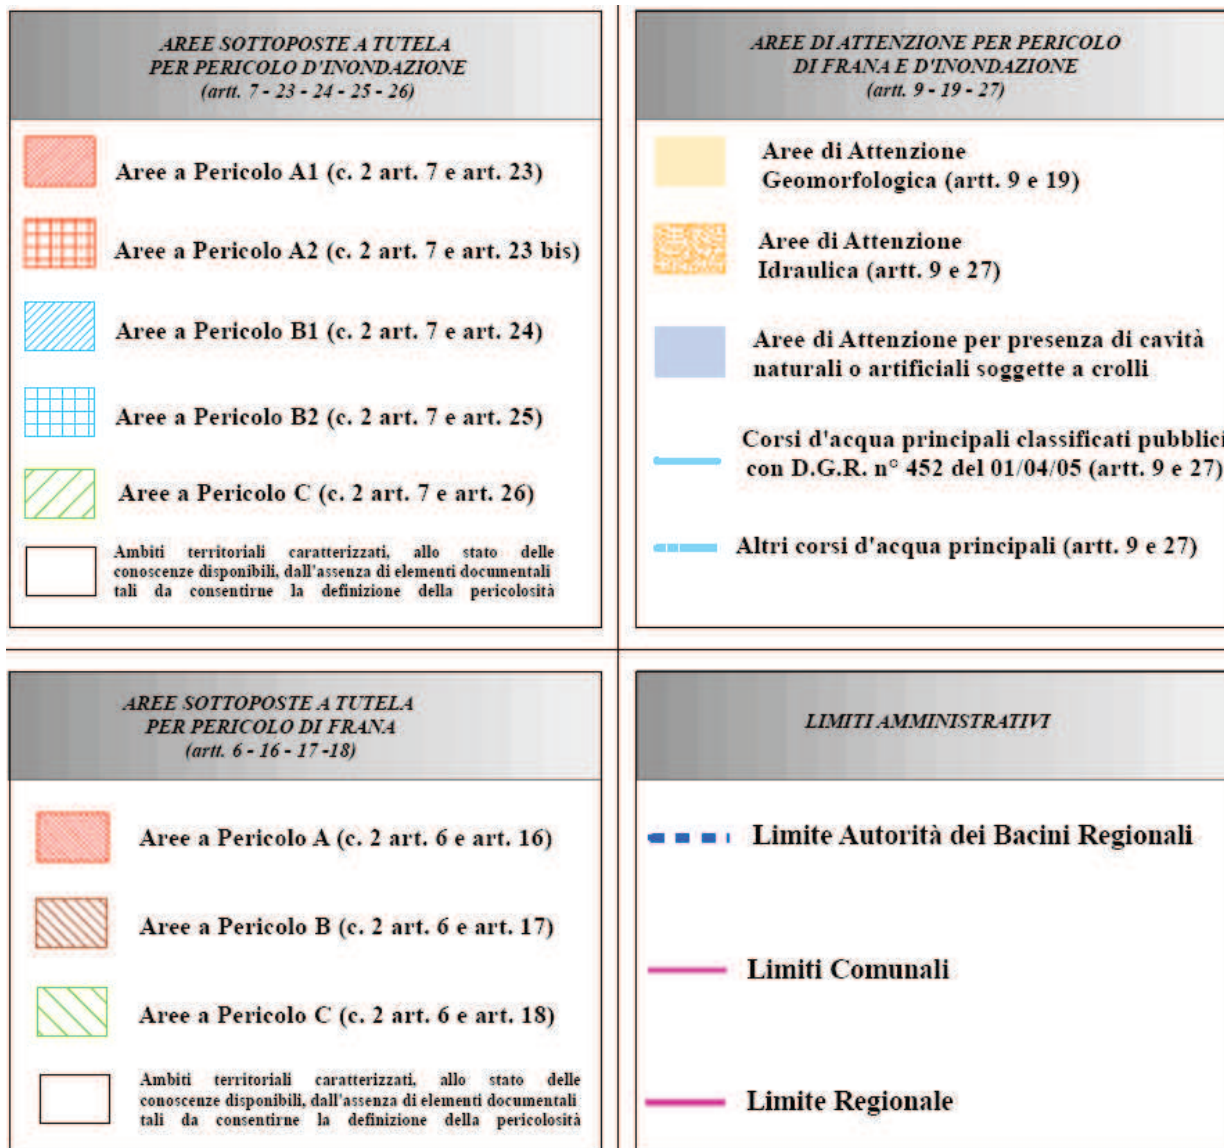 AREE SOTTOPOSTE A TUTELA
PER PERICOLO D'INONDAZIONE
(artt. 7 - 23 - 24 - 25 - 26)
Aree a Pericolo A1 (c. 2 art. 7 e art. 23)
Aree a Pericolo A2 (c. 2 art. 7 e art. 23 bis)
Aree a Pericolo B1 (c. 2 art. 7 e art. 24)
Aree a Pericolo B2 (c. 2 art. 7 e art. 25)
Aree a Pericolo C (c. 2 art. 7 e art. 26)
Ambiti territoriali caratterizzati, allo stato delle
conoscenze disponibili, dall'assenza di elementi documentali
tali da consentirne la definizione della pericolosità
AREE DI ATTENZIONE PER PERICOLO
DI FRANA E D'INONDAZIONE
(artt. 9 - 19 - 27)
Aree di Attenzione
Geomorfologica (artt. 9 e 19)
Aree di Attenzione
Idraulica (artt. 9 e 27)
Aree di Attenzione per presenza di cavità
naturali o artificiali soggette a crolli
Corsi d'acqua principali classificati pubblici
con D.G.R. n° 452 del 01/04/05 (artt. 9 e 27)
Altri corsi d'acqua principali (artt. 9 e 27)
AREE SOTTOPOSTE A TUTELA
PER PERICOLO DI FRANA
(artt. 6 - 16 - 17 -18)
Aree a Pericolo A (c. 2 art. 6 e art. 16)
Aree a Pericolo B (c. 2 art. 6 e art. 17)
Aree a Pericolo C (c. 2 art. 6 e art. 18)
Ambiti territoriali caratterizzati, allo stato delle
conoscenze disponibili, dall'assenza di elementi documentali
tali da consentirne la definizione della pericolosità
LIMITI AMMINISTRATIVI
Limite Autorità dei Bacini Regionali
Limiti Comunali
Limite Regionale